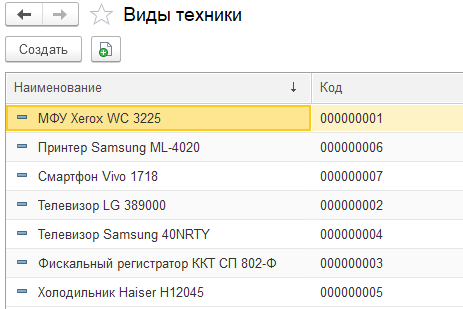 Виды техники
Создать
Наименование ↓ Код
МФУ Xerox WC 3225 000000001
Принтер Samsung ML-4020 000000006
Смартфон Vivo 1718 000000007
Телевизор LG 389000 000000002
Телевизор Samsung 40NRTY 000000004
Фискальный регистратор ККТ СП 802-Ф 000000003
Холодильник Haiser H12045 000000005